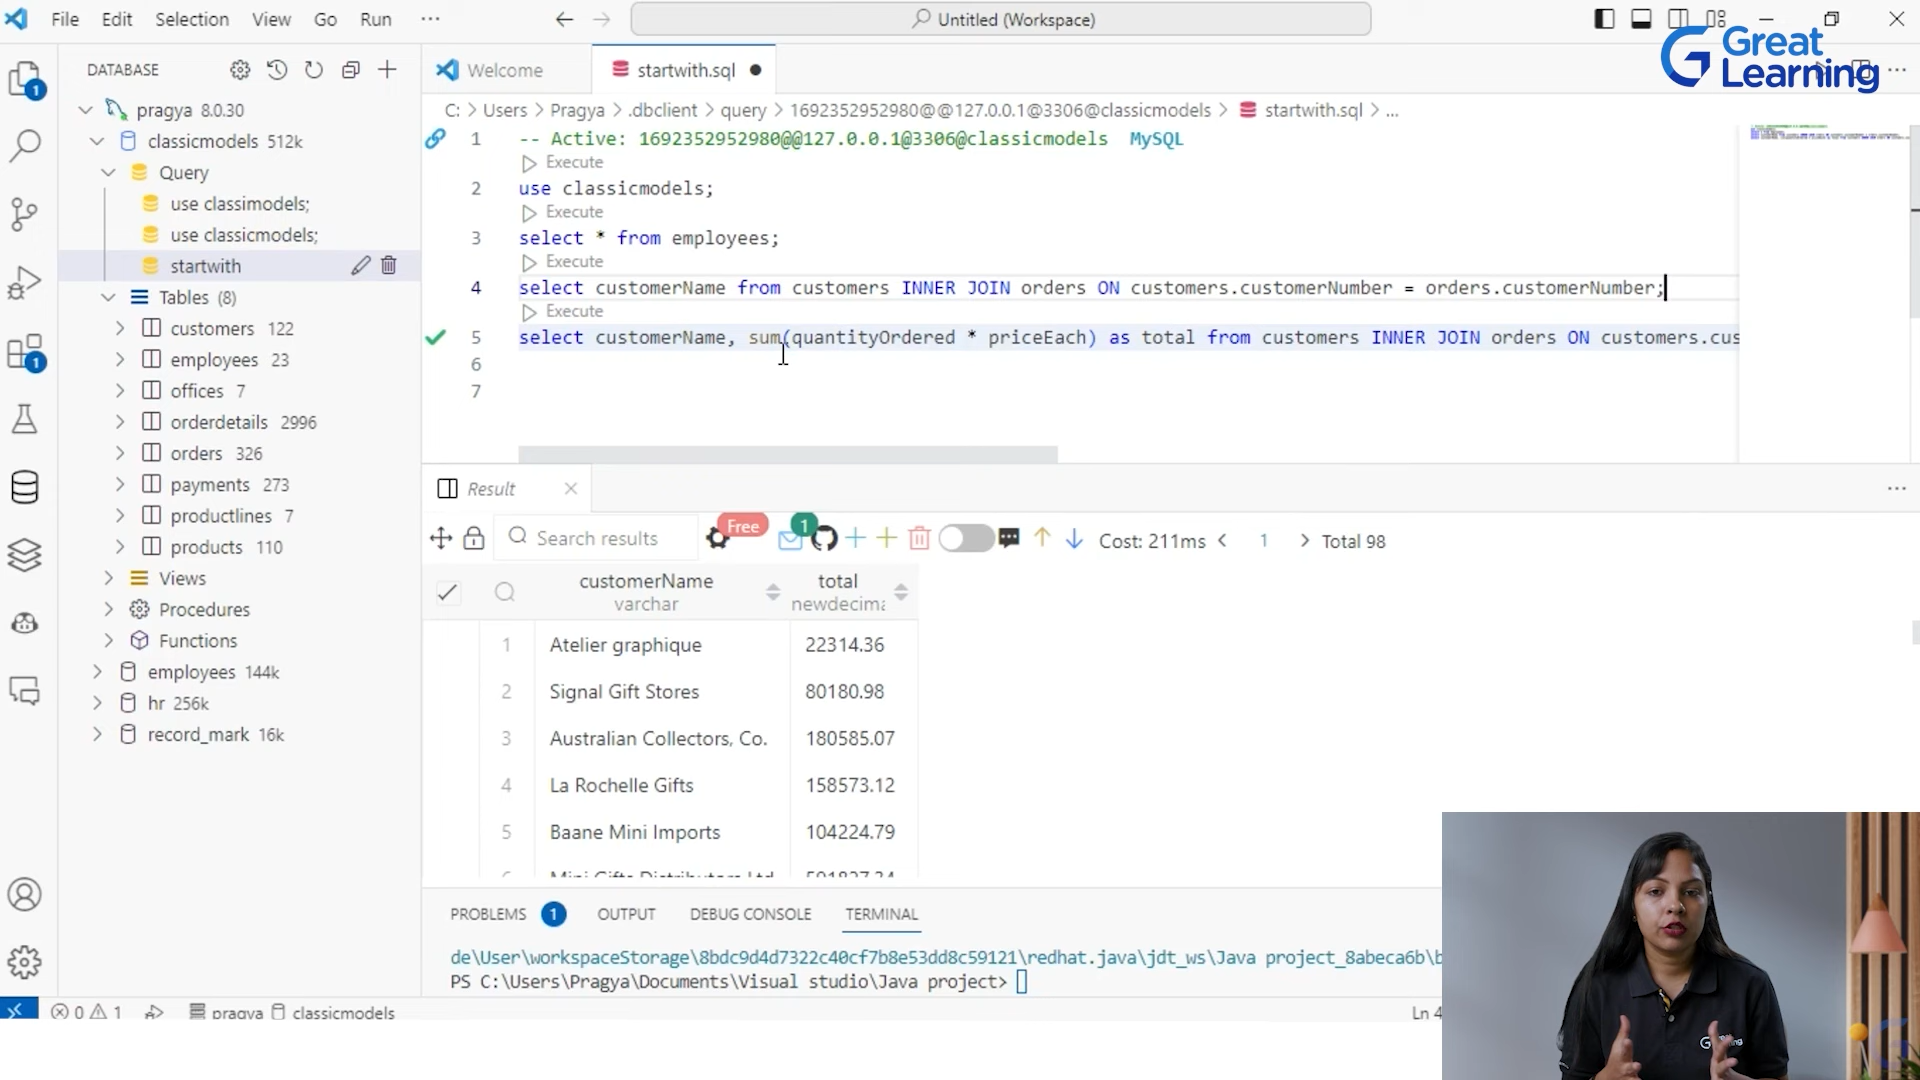 File Edit Selection View Go Run ...
Untitled (Workspace)
Great Learning
DATABASE
Welcome
startwith.sql
C: > Users > Pragya > .dbclient > query > 1692352952980@@127.0.0.1@3306@classicmodels > startwith.sql > ...
1
pragya 8.0.30
classicmodels 512k
Query
use classimodels;
use classicmodels;
startwith
Tables (8)
customers 122
employees 23
offices 7
orderdetails 2996
orders 326
payments 273
productlines 7
products 110
Views
Procedures
Functions
employees 144k
hr 256k
record_mark 16k
1
1 -- Active: 1692352952980@@127.0.0.1@3306@classicmodels MySQL
Execute
2 use classicmodels;
Execute
3 select * from employees;
Execute
4 select customerName from customers INNER JOIN orders ON customers.customerNumber = orders.customerNumber;
Execute
5 select customerName, sum(quantityOrdered * priceEach) as total from customers INNER JOIN orders ON customers.cus
6
7
Result
Search results
Free
1
Cost: 211ms < 1 > Total 98
customerName total
varchar newdecima
1 Atelier graphique 22314.36
2 Signal Gift Stores 80180.98
3 Australian Collectors, Co. 180585.07
4 La Rochelle Gifts 158573.12
5 Baane Mini Imports 104224.79
PROBLEMS 1 OUTPUT DEBUG CONSOLE TERMINAL
de\User\workspaceStorage\8bdc9d4d7322c40cf7b8e53dd8c59121\redhat.java\jdt_ws\Java project_8abeca6b\b
PS C:\Users\Pragya\Documents\Visual studio\Java project>
0 1 pragya classicmodels
Ln 4